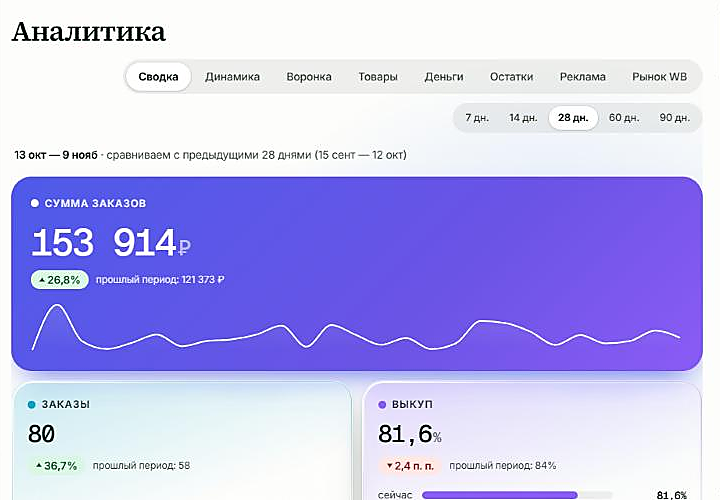 Аналитика
Сводка Динамика Воронка Товары Деньги Остатки Реклама Рынок WB
7 дн. 14 дн. 28 дн. 60 дн. 90 дн.
13 окт — 9 нояб · сравниваем с предыдущими 28 днями (15 сент — 12 окт)
СУММА ЗАКАЗОВ
153 914₽
▲26,8% прошлый период: 121 373 ₽
ЗАКАЗЫ
80
▲36,7% прошлый период: 58
ВЫКУП
81,6%
▼2,4 п. п. прошлый период: 84%
сейчас 81,6%